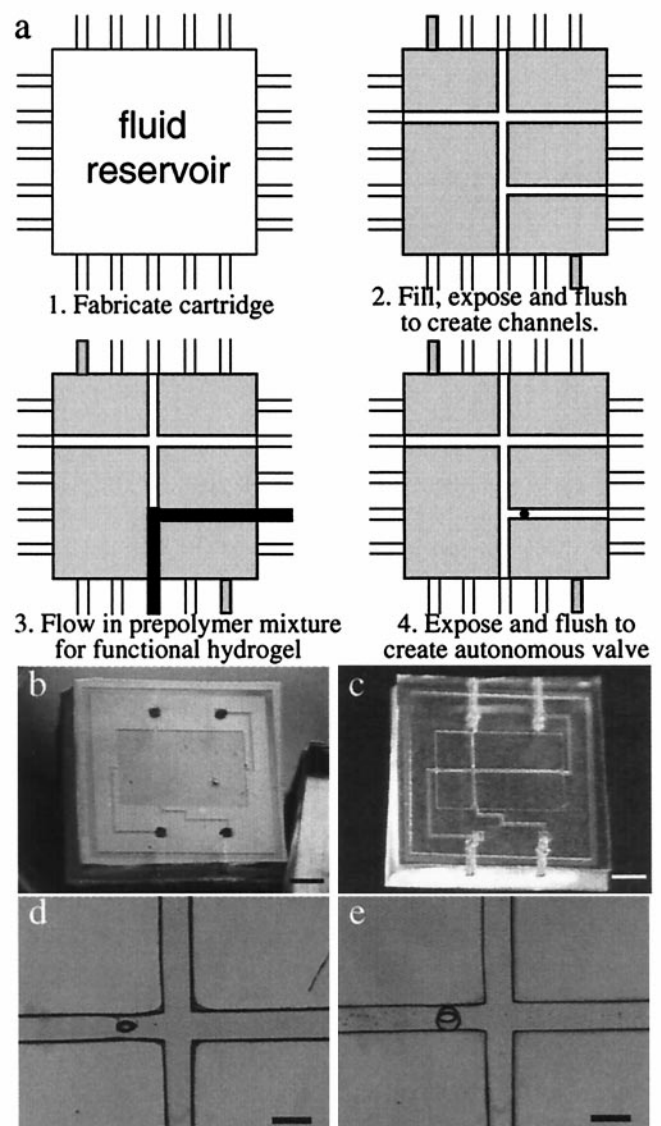 a
fluid
reservoir
1. Fabricate cartridge
2. Fill, expose and flush
to create channels.
3. Flow in prepolymer mixture
for functional hydrogel
4. Expose and flush to
create autonomous valve
b
c
d
e